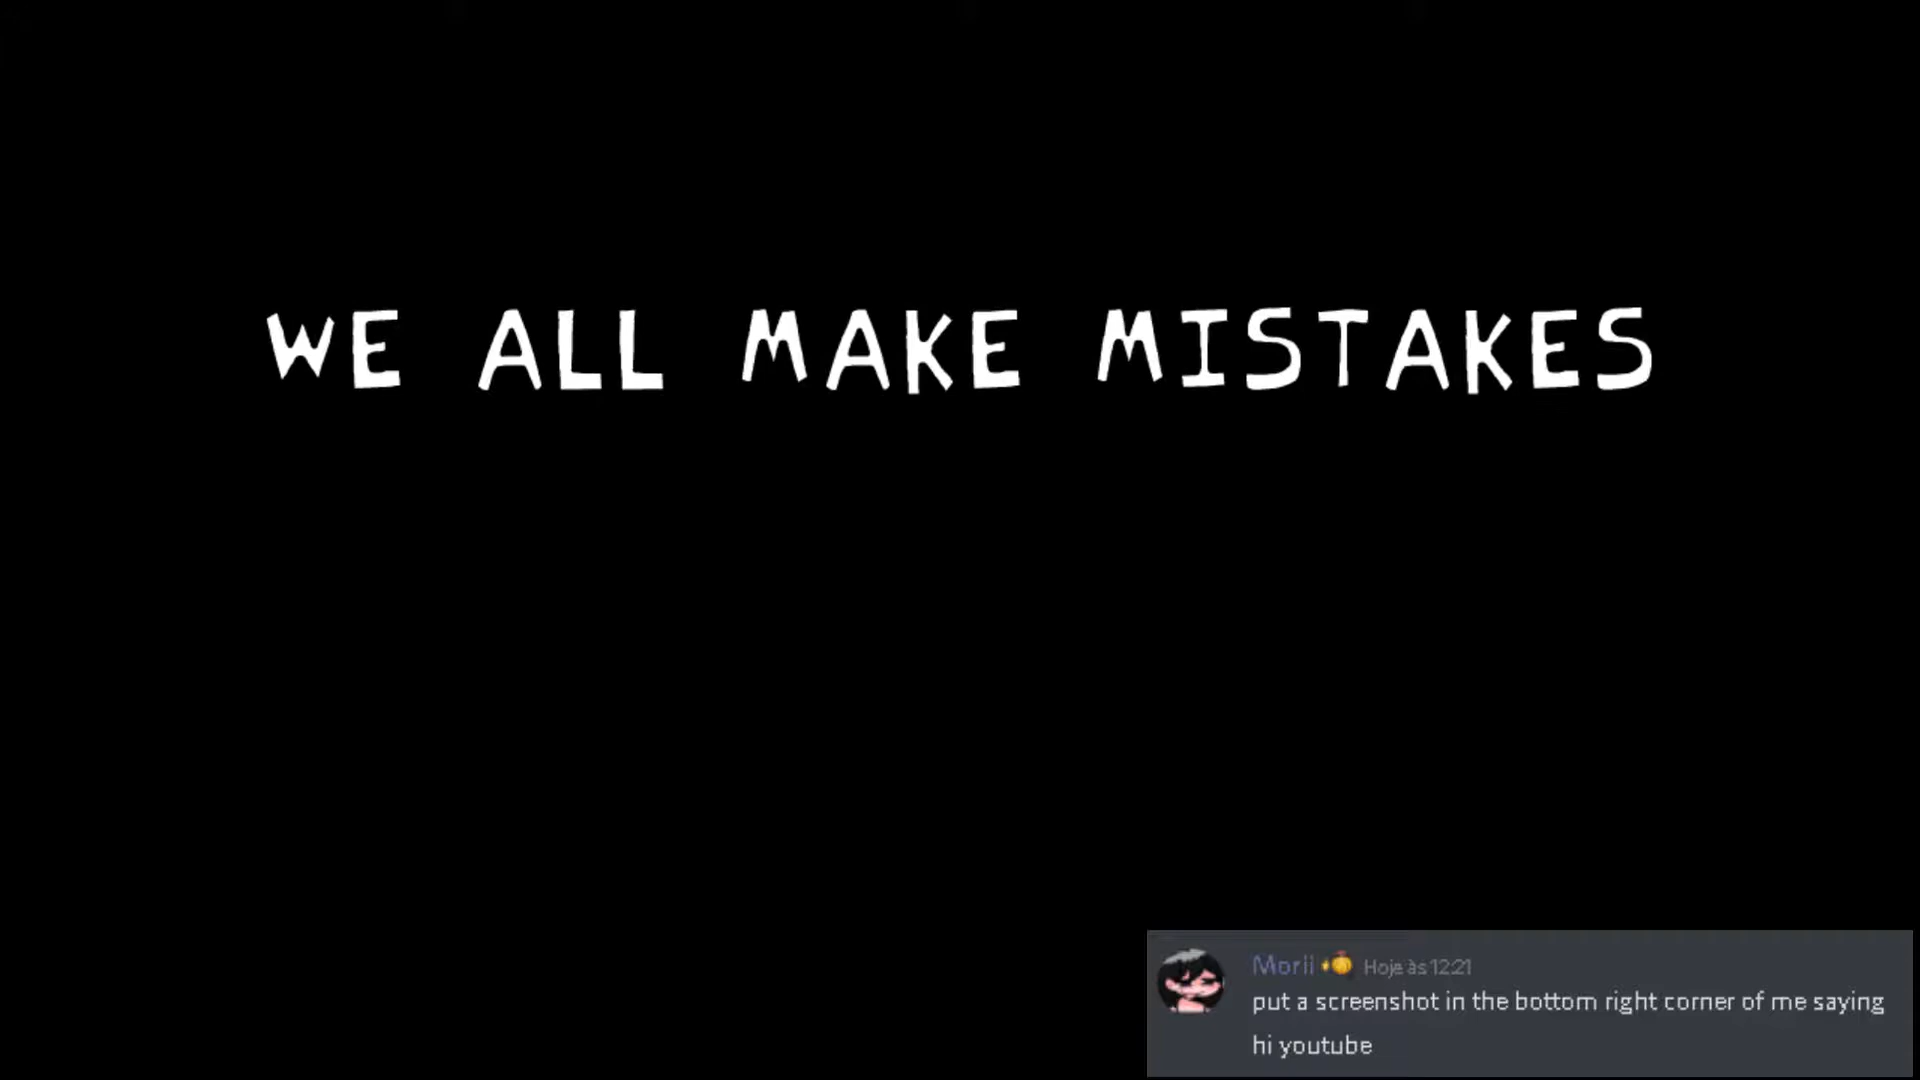 WE ALL MAKE MISTAKES
Morii Hoje às 12:21
put a screenshot in the bottom right corner of me saying
hi youtube